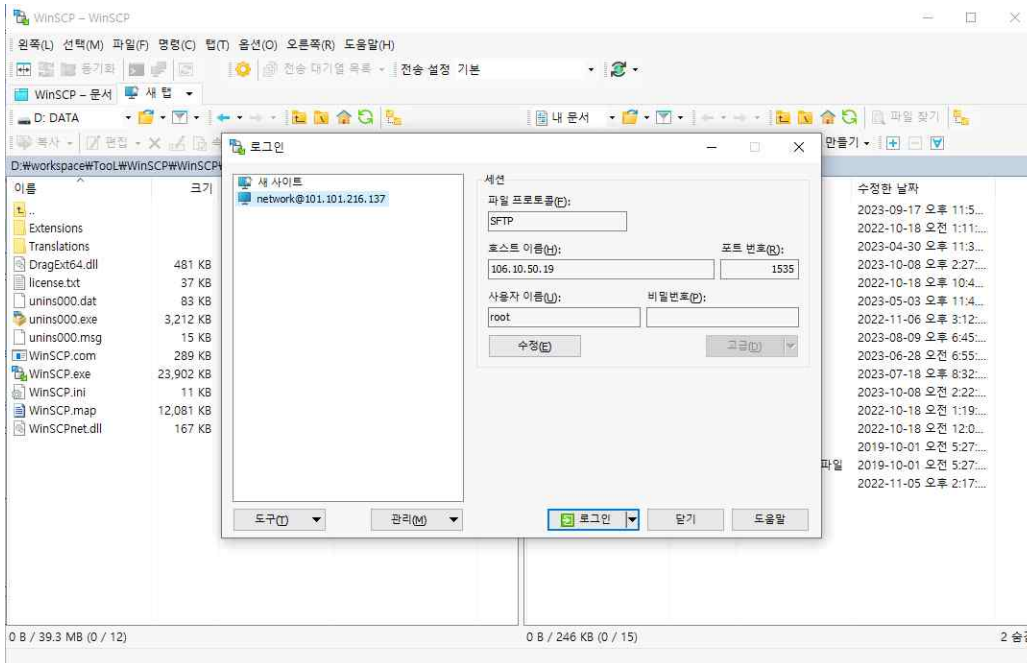 WinSCP – WinSCP
왼쪽(L) 선택(M) 파일(F) 명령(C) 탭(T) 옵션(O) 오른쪽(R) 도움말(H)
동기화 전송 대기열 목록 전송 설정 기본
WinSCP – 문서 새 탭
D: DATA 내 문서 파일 찾기
복사 편집 만들기
D:₩workspace₩TooL₩WinSCP₩WinSCP₩
이름 크기 수정한 날짜
..
Extensions
Translations
DragExt64.dll 481 KB
license.txt 37 KB
unins000.dat 83 KB
unins000.exe 3,212 KB
unins000.msg 15 KB
WinSCP.com 289 KB
WinSCP.exe 23,902 KB
WinSCP.ini 11 KB
WinSCP.map 12,081 KB
WinSCPnet.dll 167 KB
로그인
새 사이트
network@101.101.216.137
세션
파일 프로토콜(F):
SFTP
호스트 이름(H): 포트 번호(R):
106.10.50.19 1535
사용자 이름(U): 비밀번호(P):
root
수정(E) 고급(D)
도구(T) 관리(M) 로그인 닫기 도움말
2023-09-17 오후 11:5...
2022-10-18 오전 1:11:...
2023-04-30 오후 11:3...
2023-10-08 오후 2:27:...
2022-10-18 오후 10:4...
2023-05-03 오후 11:4...
2022-11-06 오후 3:12:...
2023-08-09 오후 6:45:...
2023-06-28 오전 6:55:...
2023-07-18 오후 8:32:...
2023-10-08 오후 2:22:...
2022-10-18 오전 1:19:...
2022-10-18 오전 12:0...
2019-10-01 오전 5:27:...
파일 2019-10-01 오전 5:27:...
2022-11-05 오후 2:17:...
0 B / 39.3 MB (0 / 12) 0 B / 246 KB (0 / 15)